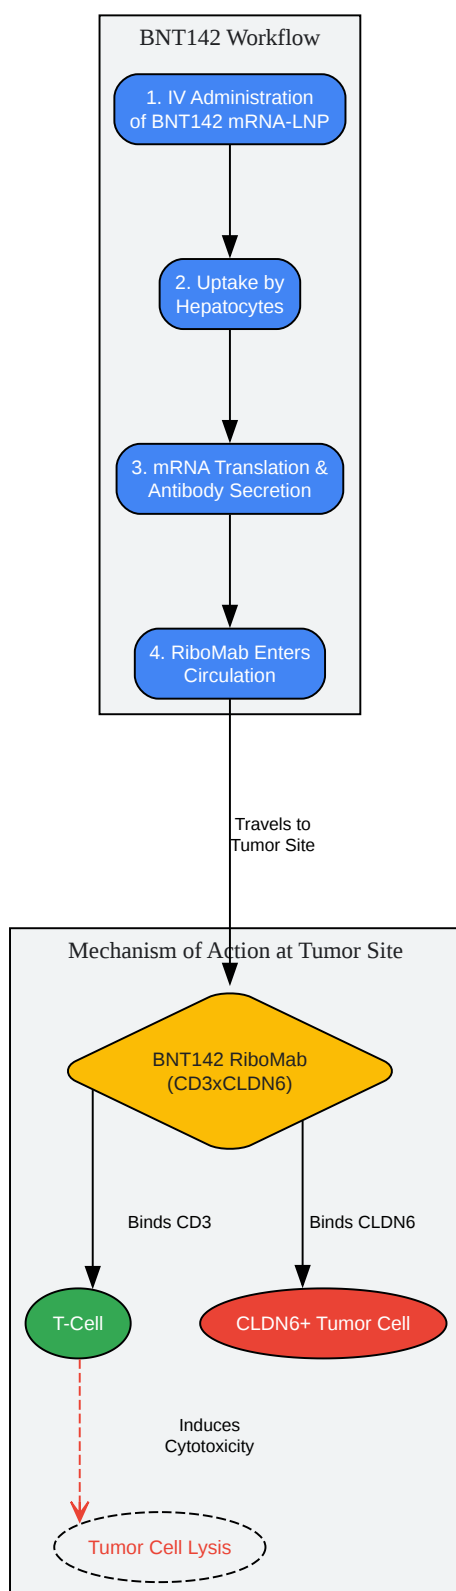 BNT142 Workflow
1. IV Administration
of BNT142 mRNA-LNP
2. Uptake by
Hepatocytes
3. mRNA Translation &
Antibody Secretion
4. RiboMab Enters
Circulation
Travels to
Tumor Site
Mechanism of Action at Tumor Site
BNT142 RiboMab
(CD3xCLDN6)
Binds CD3
Binds CLDN6
T-Cell
CLDN6+ Tumor Cell
Induces
Cytotoxicity
Tumor Cell Lysis